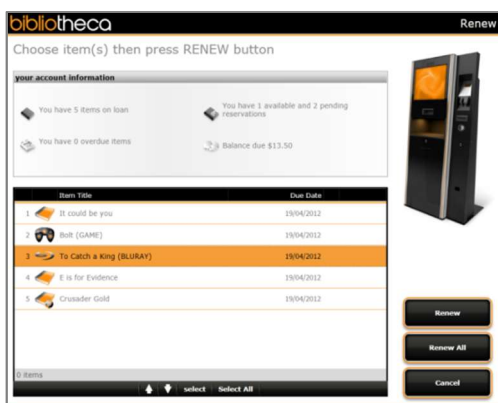 bibliotheca
Renew
Choose item(s) then press RENEW button
your account information
You have 5 items on loan
You have 1 available and 2 pending
reservations
You have 0 overdue items
Balance due $13.50
Item Title Due Date
1 It could be you 19/04/2012
2 Bolt (GAME) 19/04/2012
3 To Catch a King (BLURAY) 19/04/2012
4 E is for Evidence 19/04/2012
5 Crusader Gold 19/04/2012
0 items
select Select All
Renew
Renew All
Cancel